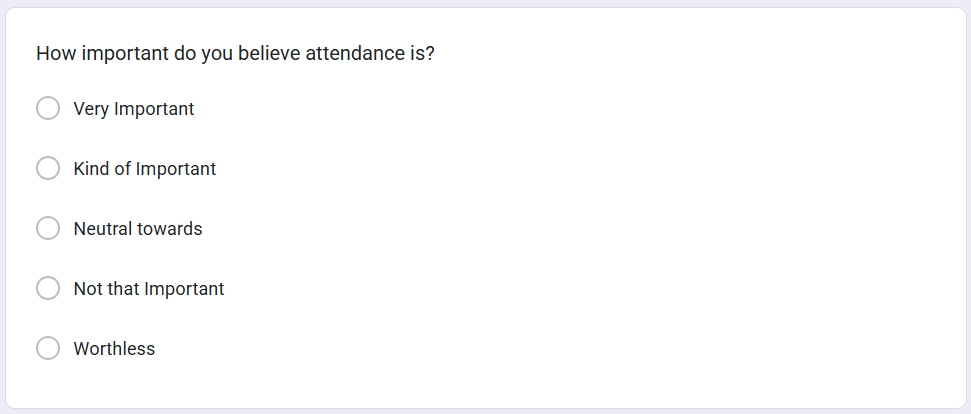 How important do you believe attendance is?
Very Important
Kind of Important
Neutral towards
Not that Important
Worthless